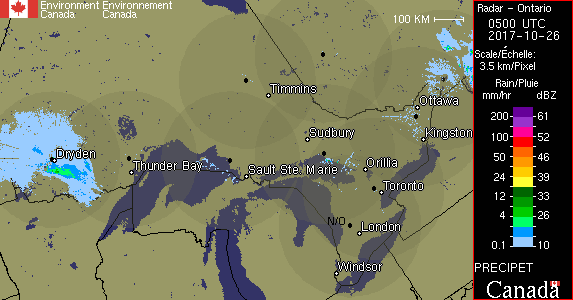 Environment Environnement
Canada Canada
100 KM
Timmins
Ottawa
Sudbury
Kingston
Dryden
Thunder Bay
Sault Ste. Marie
Orillia
Toronto
N/O
London
Windsor
Radar - Ontario
0500 UTC
2017-10-26
Scale/Échelle:
3.5 km/Pixel
Rain/Pluie
mm/hr dBZ
200 61
100 52
50 46
24 39
12 33
4 26
2 20
0.1 10
PRECIPET
Canada